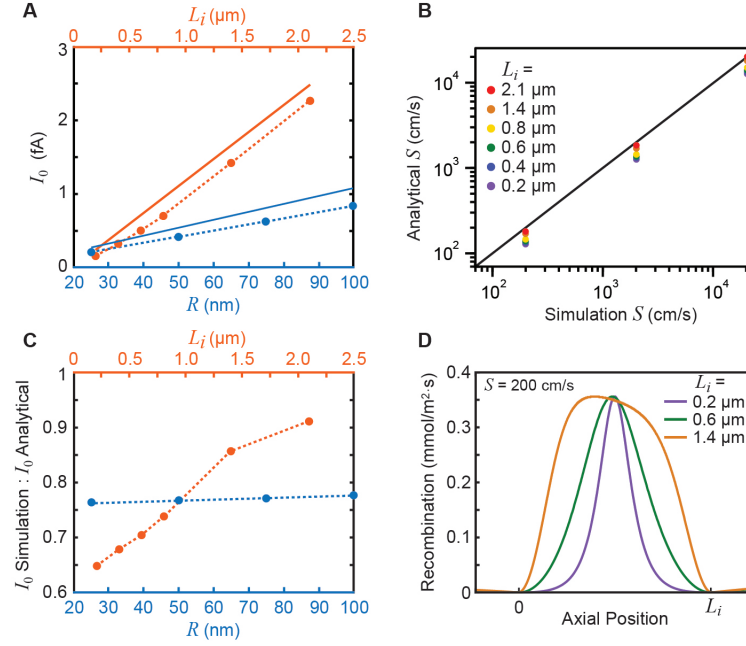 A
L_i (μm)
0 0.5 1.0 1.5 2.0 2.5
3
2
1
0
I_0 (fA)
20 30 40 50 60 70 80 90 100
R (nm)
B
L_i =
2.1 μm
1.4 μm
0.8 μm
0.6 μm
0.4 μm
0.2 μm
10^4
10^3
10^2
Analytical S (cm/s)
10^2 10^3 10^4
Simulation S (cm/s)
C
L_i (μm)
0 0.5 1.0 1.5 2.0 2.5
1
0.9
0.8
0.7
0.6
I_0 Simulation : I_0 Analytical
20 30 40 50 60 70 80 90 100
R (nm)
D
S = 200 cm/s
L_i =
0.2 μm
0.6 μm
1.4 μm
0.4
0.3
0.2
0.1
0
Recombination (mmol/m²·s)
0 L_i
Axial Position